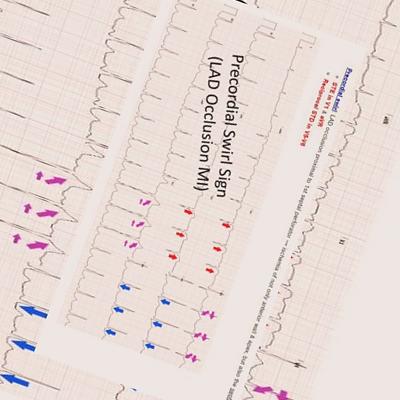 Precordial Swirl Sign
(LAD Occlusion MI)
Precordial swirl: LAD occlusion proximal to 1st septal perforator — ischemia of not only anterior wall & apex, but also the
STE in V1 & aVR
Reciprocal STD in V5-V6